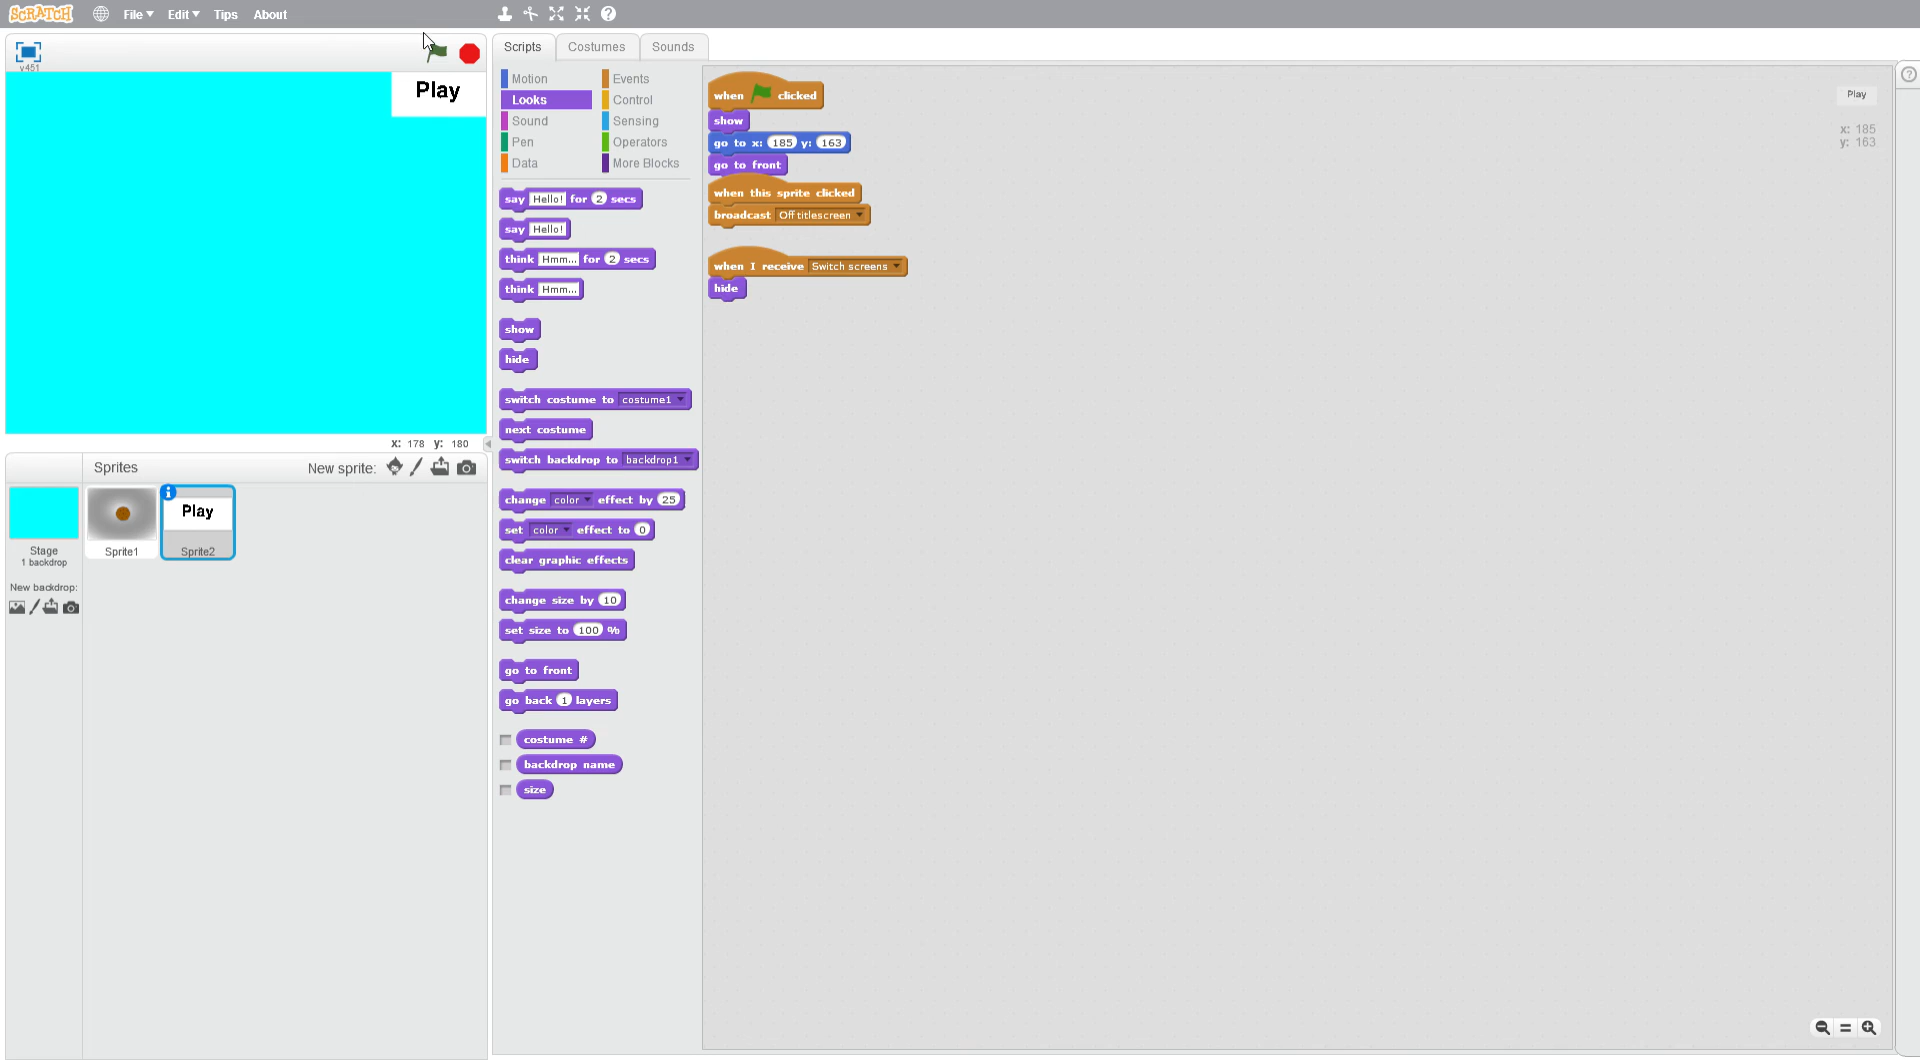 SCRATCH File Edit Tips About
v451
Play
x: 178 y: 180
Sprites New sprite:
Play
Stage
1 backdrop
Sprite1
Sprite2
New backdrop:
Scripts Costumes Sounds
Motion Events
Looks Control
Sound Sensing
Pen Operators
Data More Blocks
say Hello! for 2 secs
say Hello!
think Hmm... for 2 secs
think Hmm...
show
hide
switch costume to costume1
next costume
switch backdrop to backdrop1
change color effect by 25
set color effect to 0
clear graphic effects
change size by 10
set size to 100 %
go to front
go back 1 layers
costume #
backdrop name
size
when clicked
show
go to x: 185 y: 163
go to front
when this sprite clicked
broadcast Off titlescreen
when I receive Switch screens
hide
Play
x: 185
y: 163